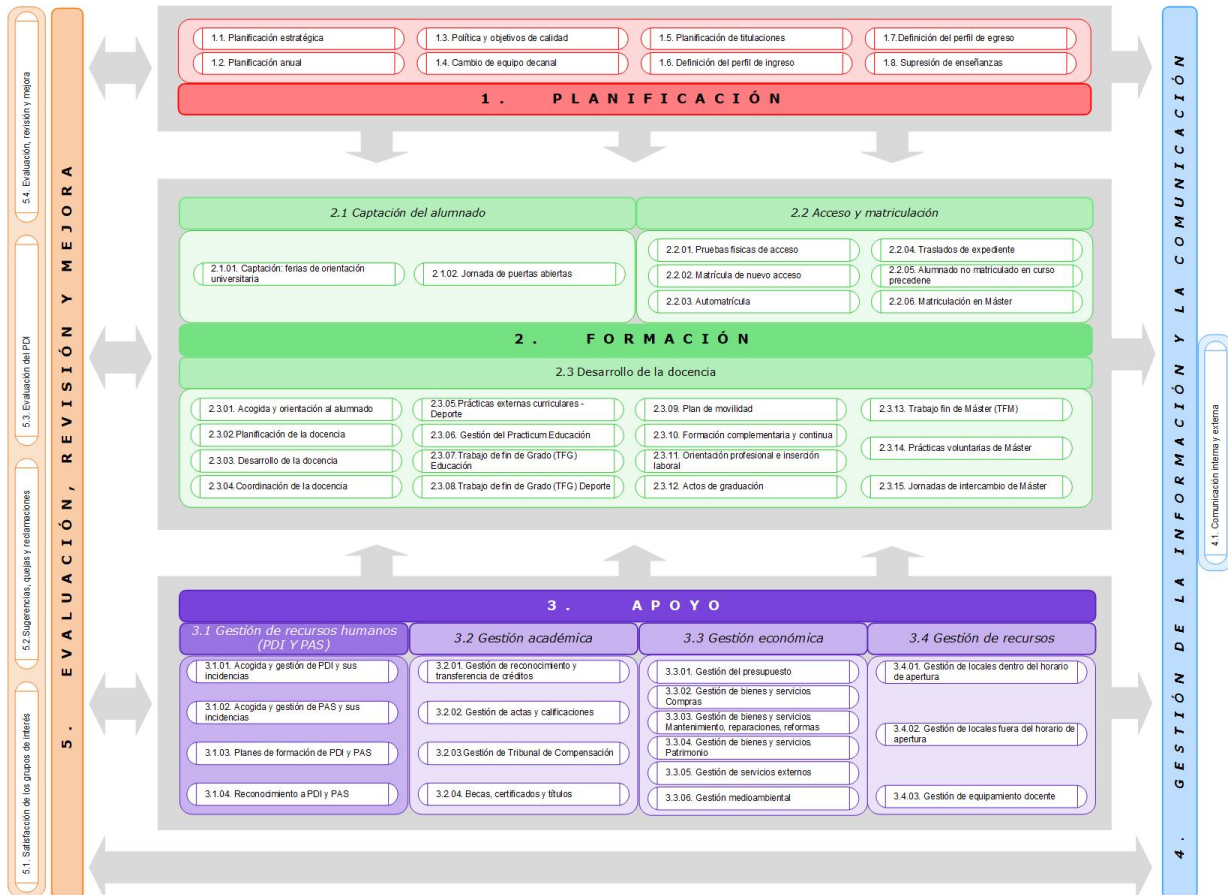 5.4. Evaluación, revisión y mejora
5.3. Evaluación del PDI
5.2.Sugerencias, quejas y reclamaciones
5.1. Satisfacción de los grupos de interés
5. EVALUACIÓN, REVISIÓN Y MEJORA
1.1. Planificación estratégica
1.2. Planificación anual
1.3. Política y objetivos de calidad
1.4. Cambio de equipo decanal
1.5. Planificación de titulaciones
1.6. Definición del perfil de ingreso
1.7.Definición del perfil de egreso
1.8. Supresión de enseñanzas
1. PLANIFICACIÓN
2.1 Captación del alumnado
2.1.01. Captación: ferias de orientación
universitaria
2.1.02. Jornada de puertas abiertas
2.2 Acceso y matriculación
2.2.01. Pruebas físicas de acceso
2.2.02. Matrícula de nuevo acceso
2.2.03. Automatrícula
2.2.04. Traslados de expediente
2.2.05. Alumnado no matriculado en curso
precedene
2.2.06. Matriculación en Máster
2. FORMACIÓN
2.3 Desarrollo de la docencia
2.3.01. Acogida y orientación al alumnado
2.3.02.Planificación de la docencia
2.3.03. Desarrollo de la docencia
2.3.04.Coordinación de la docencia
2.3.05.Prácticas externas curriculares -
Deporte
2.3.06. Gestión del Practicum Educación
2.3.07.Trabajo de fin de Grado (TFG)
Educación
2.3.08.Trabajo de fin de Grado (TFG) Deporte
2.3.09. Plan de movilidad
2.3.10. Formación complementaria y continua
2.3.11. Orientación profesional e inserción
laboral
2.3.12. Actos de graduación
2.3.13. Trabajo fin de Máster (TFM)
2.3.14. Prácticas voluntarias de Máster
2.3.15. Jornadas de intercambio de Máster
3. APOYO
3.1 Gestión de recursos humanos
(PDI Y PAS)
3.1.01. Acogida y gestión de PDI y sus
incidencias
3.1.02. Acogida y gestión de PAS y sus
incidencias
3.1.03. Planes de formación de PDI y PAS
3.1.04. Reconocimiento a PDI y PAS
3.2 Gestión académica
3.2.01. Gestión de reconocimiento y
transferencia de créditos
3.2.02. Gestión de actas y calificaciones
3.2.03.Gestión de Tribunal de Compensación
3.2.04. Becas, certificados y títulos
3.3 Gestión económica
3.3.01. Gestión del presupuesto
3.3.02. Gestión de bienes y servicios.
Compras
3.3.03. Gestión de bienes y servicios.
Mantenimiento, reparaciones, reformas
3.3.04. Gestión de bienes y servicios.
Patrimonio
3.3.05. Gestión de servicios externos
3.3.06. Gestión medioambiental
3.4 Gestión de recursos
3.4.01. Gestión de locales dentro del horario
de apertura
3.4.02. Gestión de locales fuera del horario de
apertura
3.4.03. Gestión de equipamiento docente
4. GESTIÓN DE LA INFORMACIÓN Y LA COMUNICACIÓN
4.1. Comunicación interna y externa